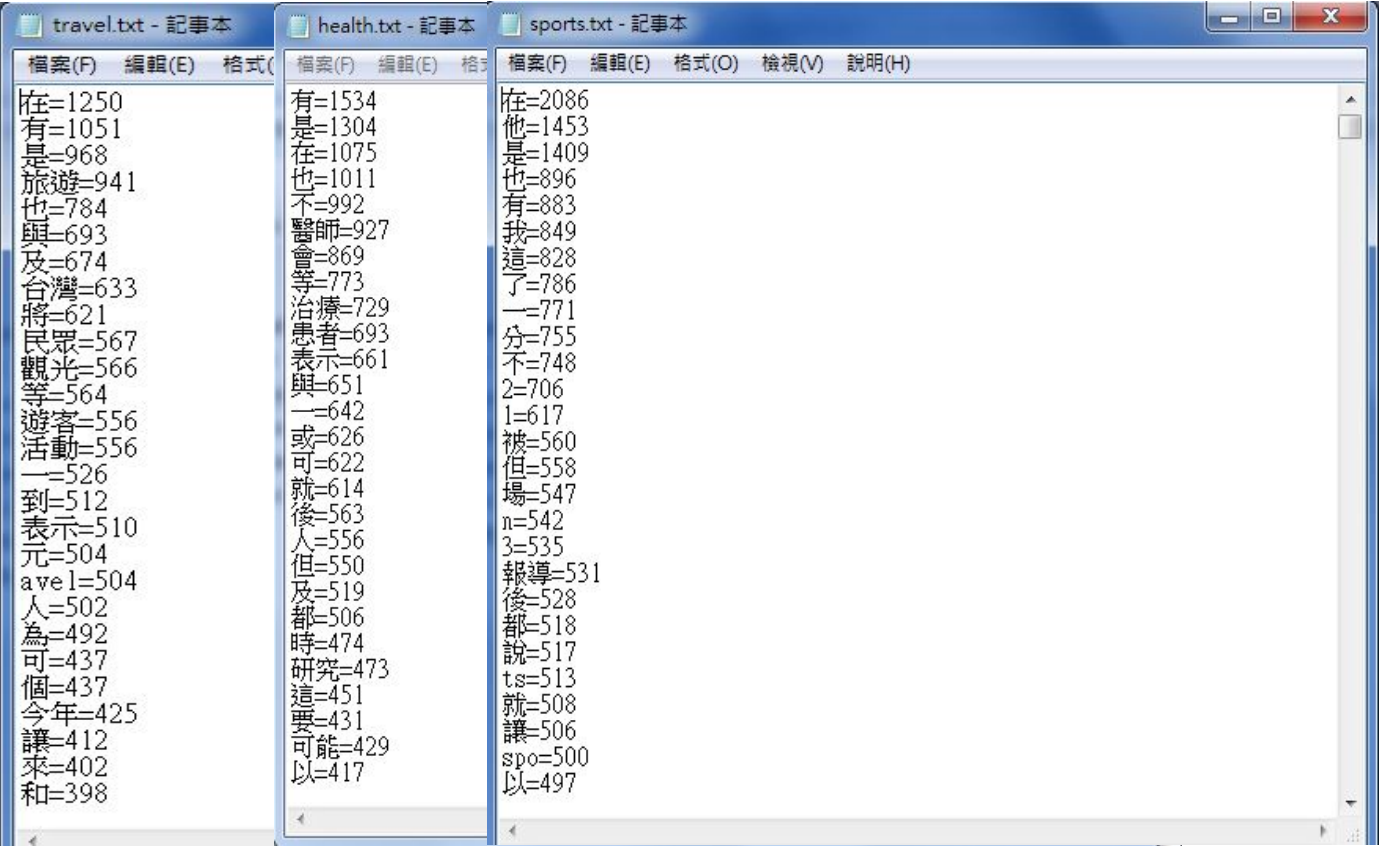 travel.txt - 記事本
檔案(F) 編輯(E) 格式(
在=1250
有=1051
是=968
旅遊=941
也=784
與=693
及=674
台灣=633
將=621
民眾=567
觀光=566
等=564
遊客=556
活動=556
一=526
到=512
表示=510
元=504
avel=504
人=502
為=492
可=437
個=437
今年=425
讓=412
來=402
和=398
health.txt - 記事本
檔案(F) 編輯(E)
有=1534
是=1304
在=1075
也=1011
不=992
醫師=927
會=869
等=773
治療=729
患者=693
表示=661
與=651
一=642
或=626
可=622
就=614
後=563
人=556
但=550
及=519
都=506
時=474
研究=473
這=451
要=431
可能=429
以=417
sports.txt - 記事本
檔案(F) 編輯(E) 格式(O) 檢視(V) 說明(H)
在=2086
他=1453
是=1409
也=896
有=883
我=849
這=828
了=786
一=771
分=755
不=748
2=706
1=617
被=560
但=558
場=547
n=542
3=535
報導=531
後=528
都=518
說=517
ts=513
就=508
讓=506
spo=500
以=497